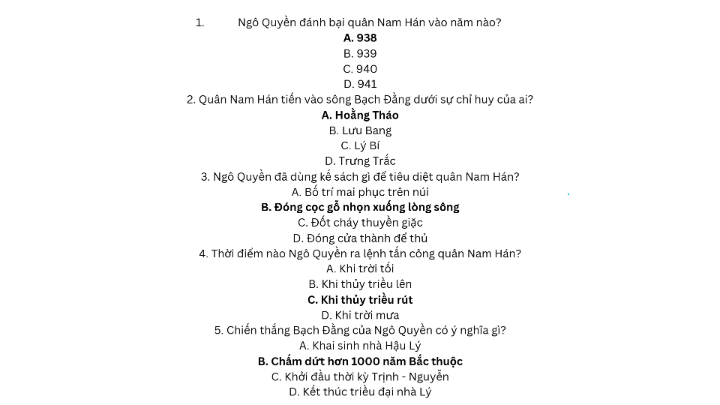 1. Ngô Quyền đánh bại quân Nam Hán vào năm nào?
A. 938
B. 939
C. 940
D. 941
2. Quân Nam Hán tiến vào sông Bạch Đằng dưới sự chỉ huy của ai?
A. Hoằng Tháo
B. Lưu Bang
C. Lý Bí
D. Trưng Trắc
3. Ngô Quyền đã dùng kế sách gì để tiêu diệt quân Nam Hán?
A. Bố trí mai phục trên núi
B. Đóng cọc gỗ nhọn xuống lòng sông
C. Đốt cháy thuyền giặc
D. Đóng cửa thành để thủ
4. Thời điểm nào Ngô Quyền ra lệnh tấn công quân Nam Hán?
A. Khi trời tối
B. Khi thủy triều lên
C. Khi thủy triều rút
D. Khi trời mưa
5. Chiến thắng Bạch Đằng của Ngô Quyền có ý nghĩa gì?
A. Khai sinh nhà Hậu Lý
B. Chấm dứt hơn 1000 năm Bắc thuộc
C. Khởi đầu thời kỳ Trịnh - Nguyễn
D. Kết thúc triều đại nhà Lý